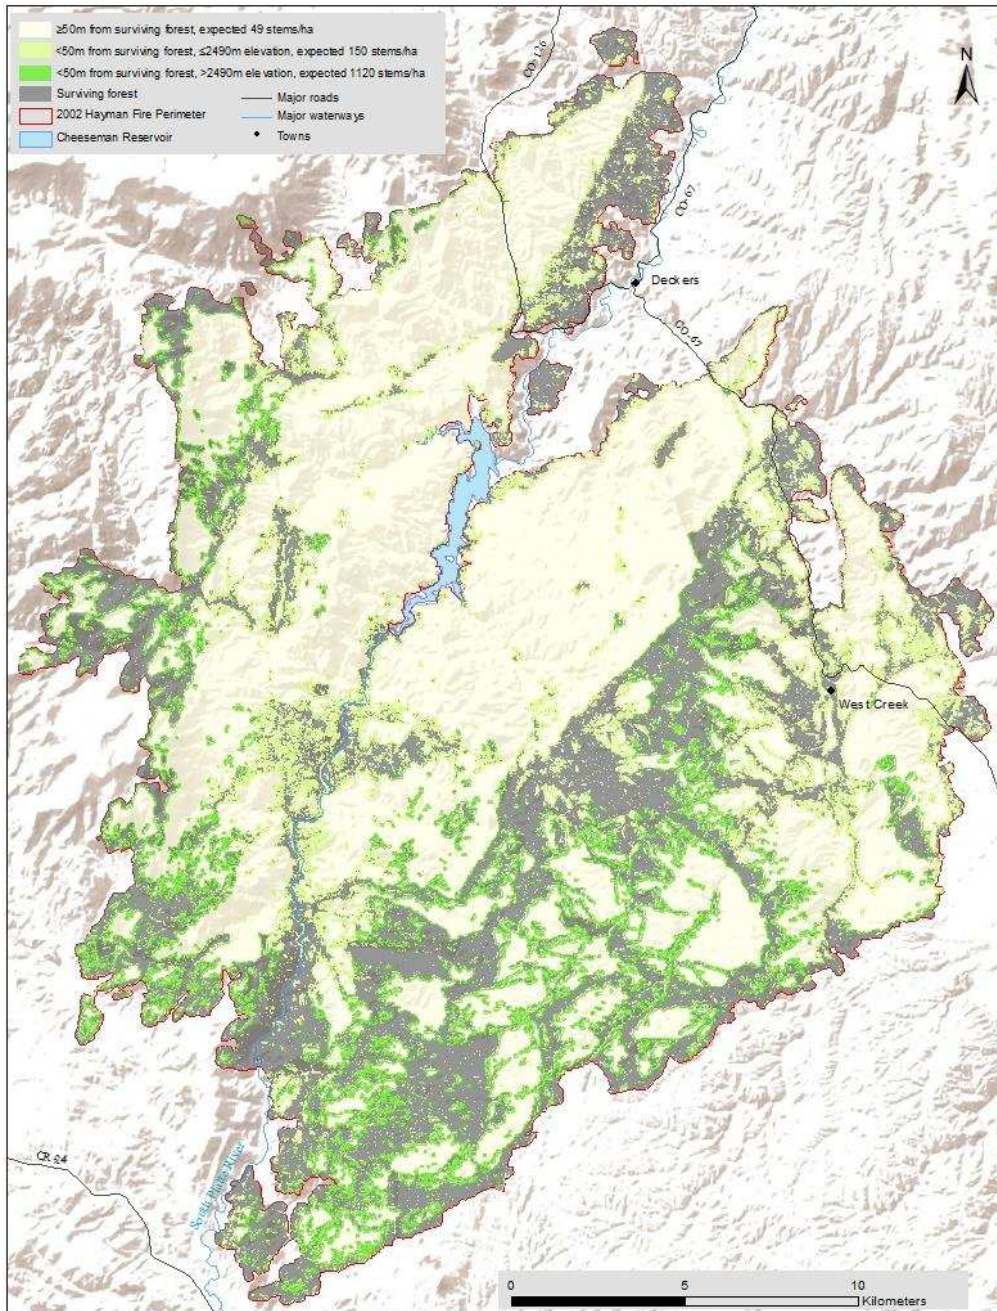 ≥50m from surviving forest, expected 49 stems/ha
<50m from surviving forest, ≤2490m elevation, expected 150 stems/ha
<50m from surviving forest, >2490m elevation, expected 1120 stems/ha
Surviving forest
Major roads
2002 Hayman Fire Perimeter
Major waterways
Cheeseman Reservoir
Towns
CO-126
N
CO-67
Deckers
CO-67
West Creek
CR-24
South Platte River
0 5 10
Kilometers